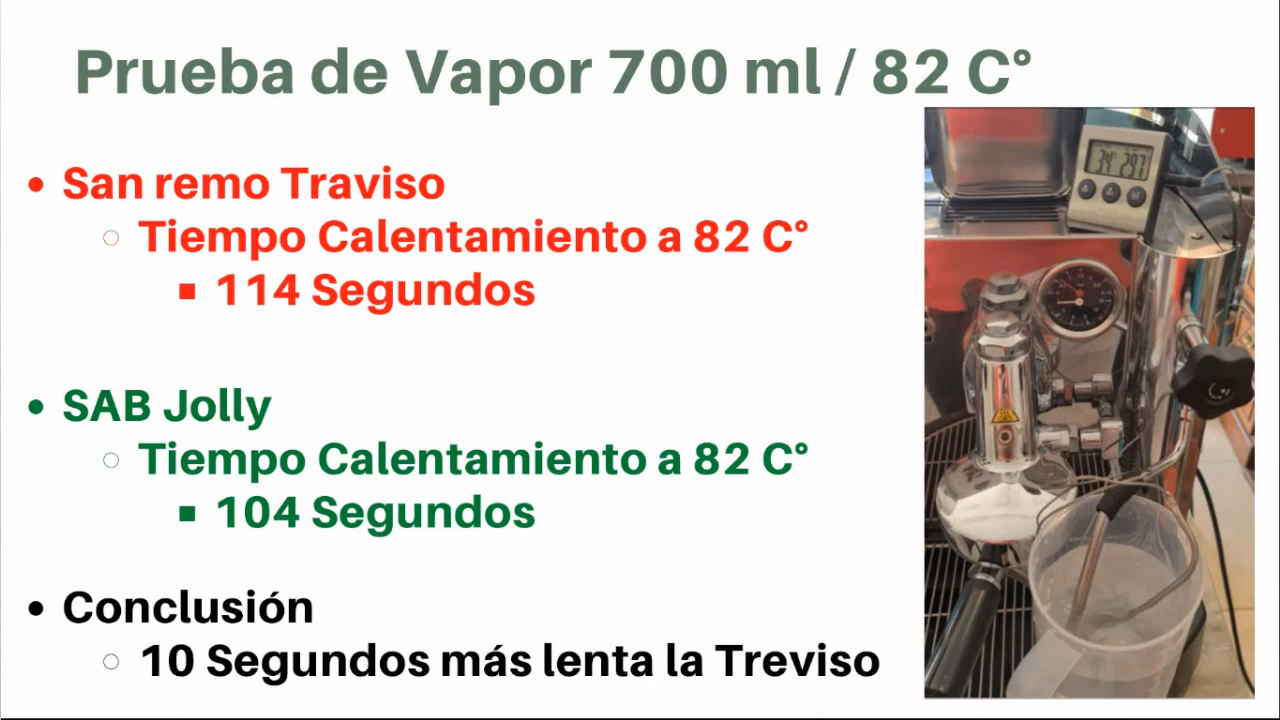 Prueba de Vapor 700 ml / 82 C°
San remo Traviso
Tiempo Calentamiento a 82 C°
114 Segundos
SAB Jolly
Tiempo Calentamiento a 82 C°
104 Segundos
Conclusión
10 Segundos más lenta la Treviso